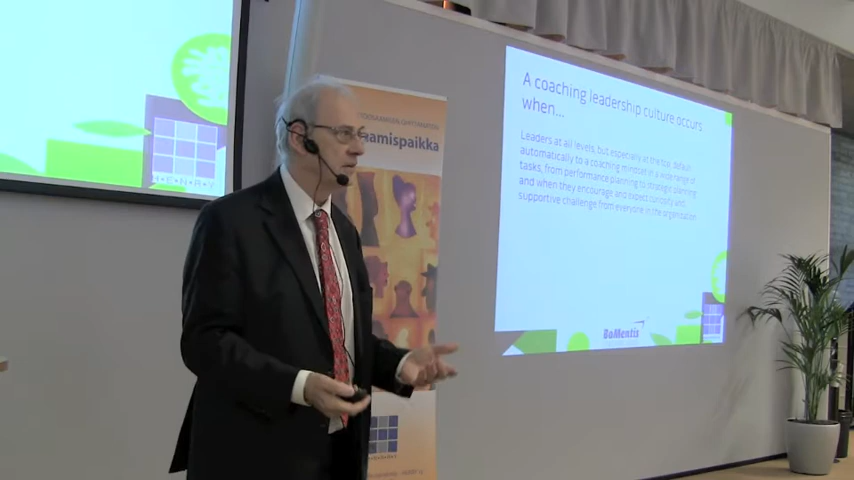 H·E·N·R·Y
amispaikka
A coaching leadership culture occurs
when...
Leaders at all levels, but especially at the top, default
automatically to a coaching mindset in a wide range of
tasks, from performance planning to strategic planning
and when they encourage and expect curiosity and
supportive challenge from everyone in the organisation
BoMentis